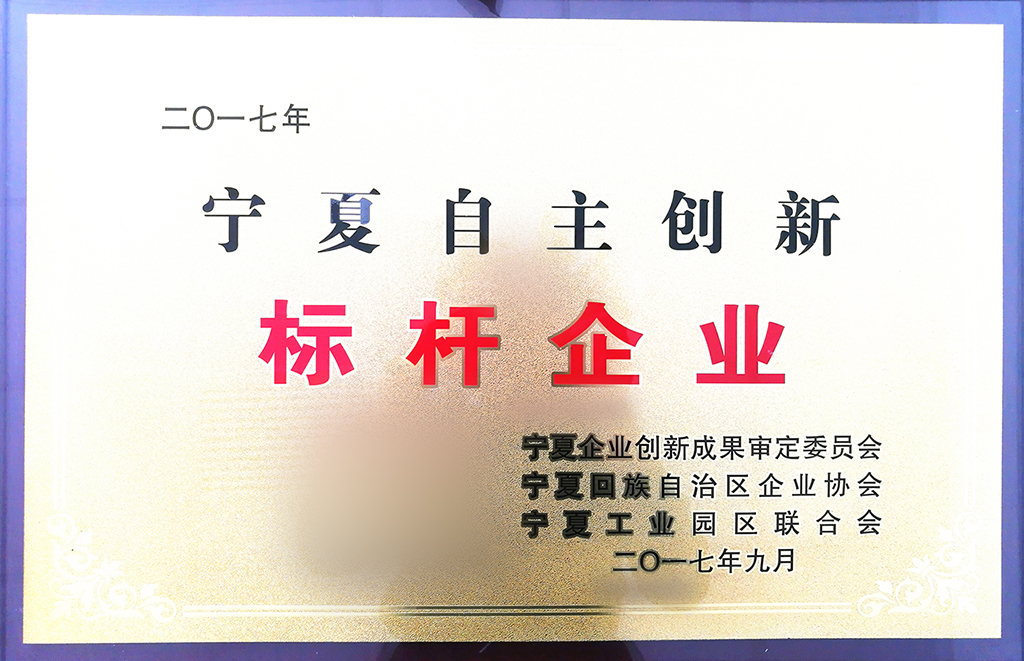 二〇一七年
宁夏自主创新
标杆企业
宁夏企业创新成果审定委员会
宁夏回族自治区企业协会
宁夏工业园区联合会
二〇一七年九月